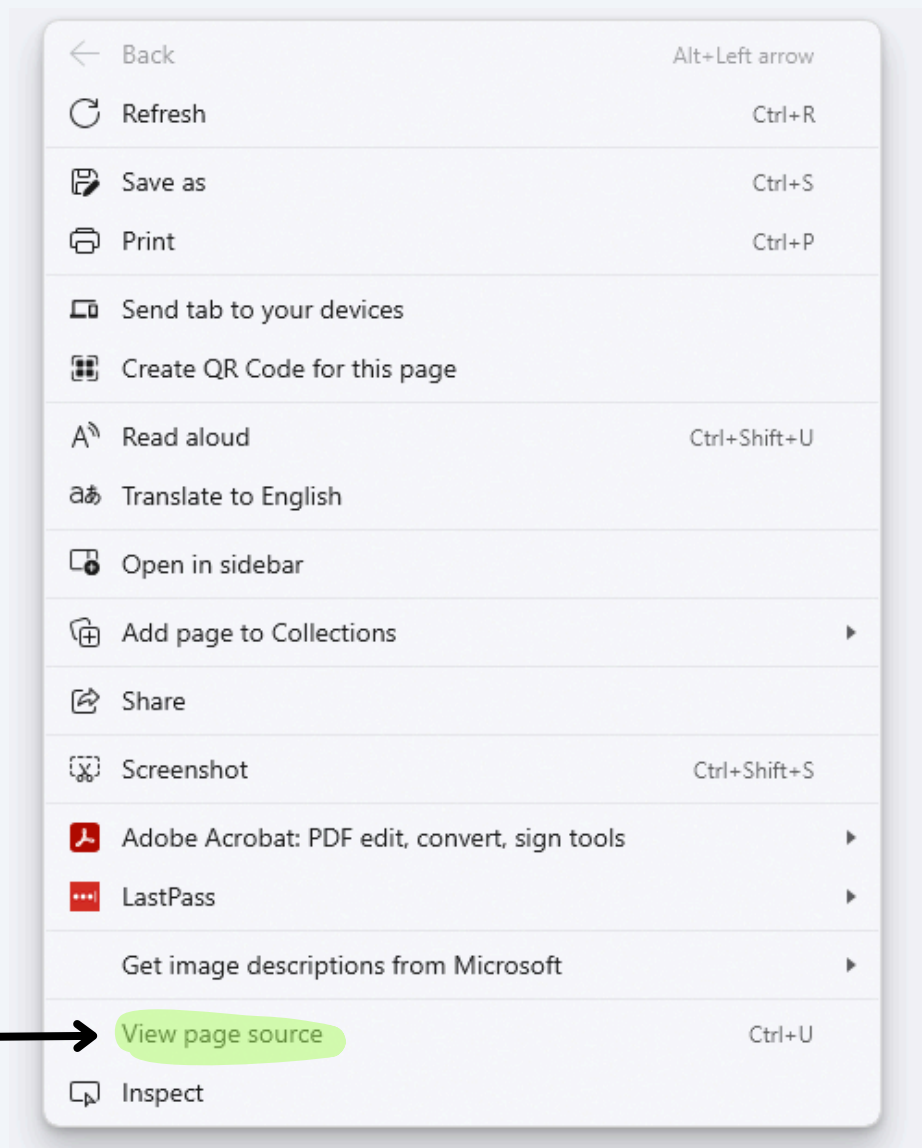 Back Alt+Left arrow
Refresh Ctrl+R
Save as Ctrl+S
Print Ctrl+P
Send tab to your devices
Create QR Code for this page
Read aloud Ctrl+Shift+U
Translate to English
Open in sidebar
Add page to Collections
Share
Screenshot Ctrl+Shift+S
Adobe Acrobat: PDF edit, convert, sign tools
LastPass
Get image descriptions from Microsoft
View page source Ctrl+U
Inspect